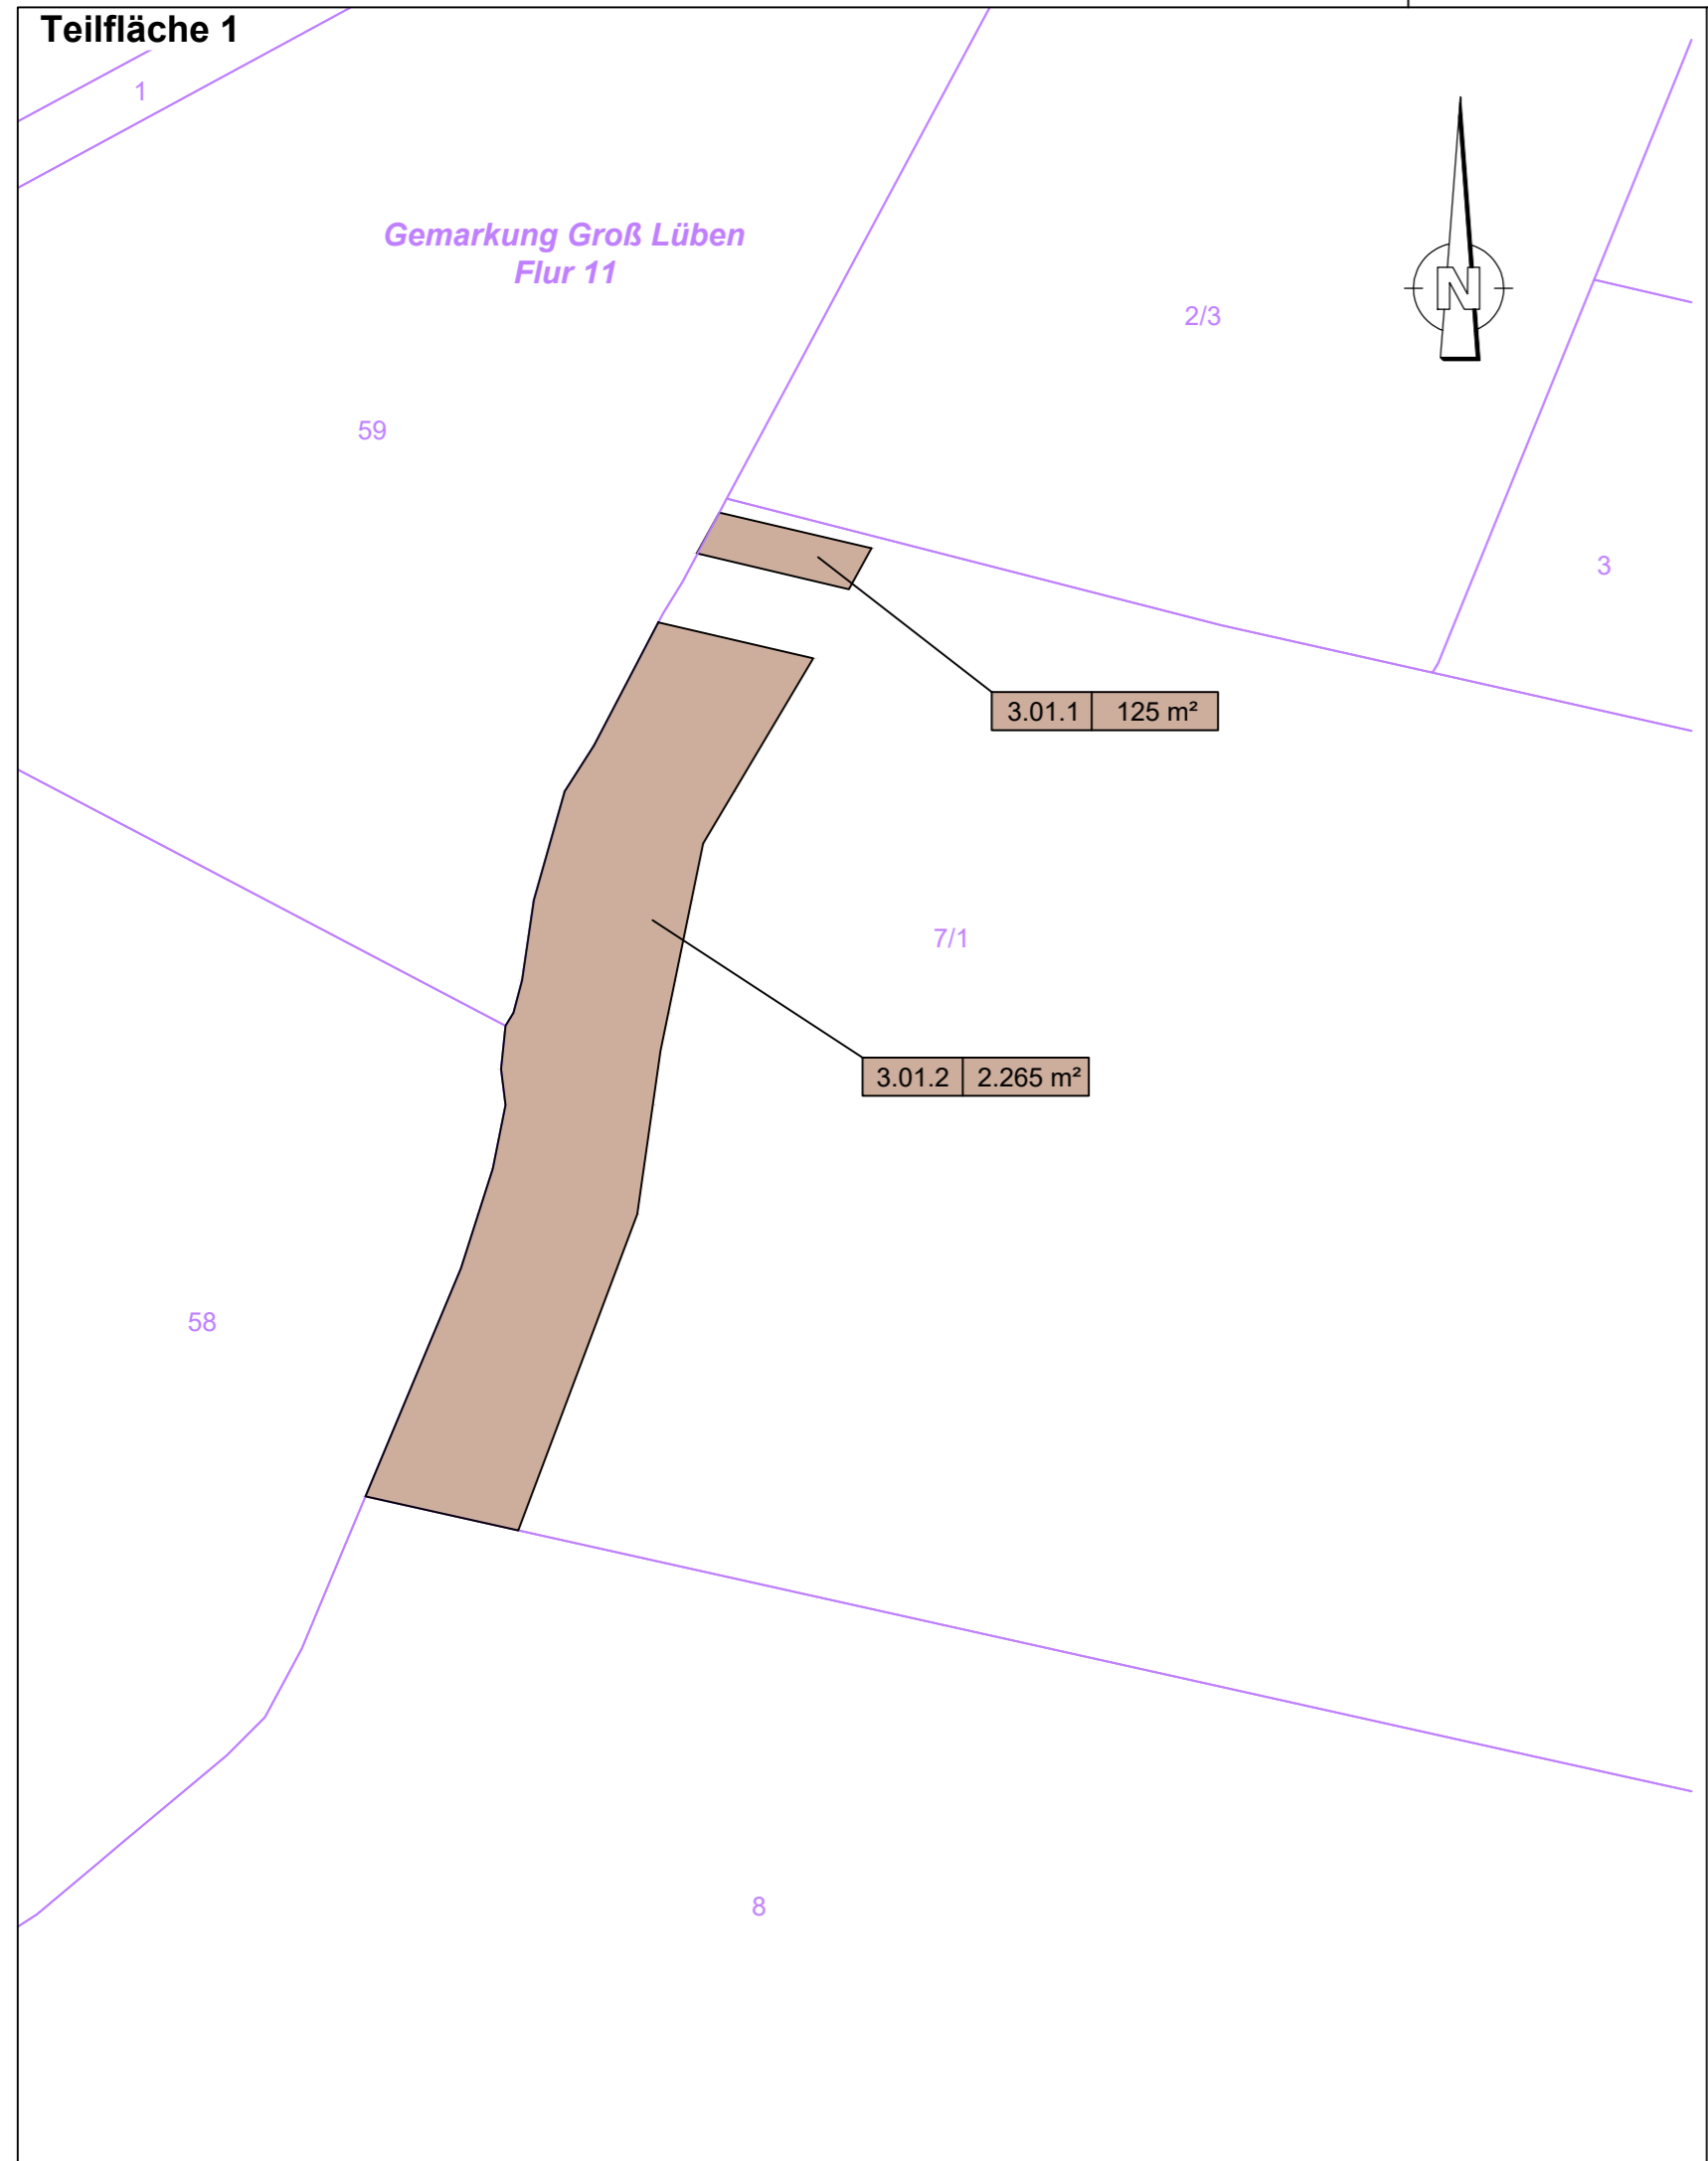 Teilfläche 1
1
Gemarkung Groß Lüben
Flur 11
N
2/3
59
3
3.01.1 125 m²
7/1
3.01.2 2.265 m²
58
8